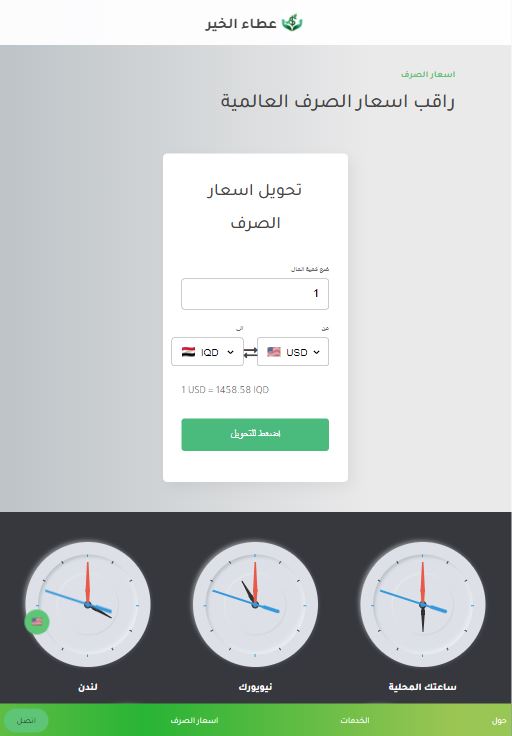 عطاء الخير
اسعار الصرف
راقب اسعار الصرف العالمية
تحويل اسعار
الصرف
ضع كمية المال
1
من
الى
USD
IQD
1 USD = 1458.58 IQD
اضغط للتحويل
ساعتك المحلية
نيويورك
لندن
حول
الخدمات
اسعار الصرف
اتصل